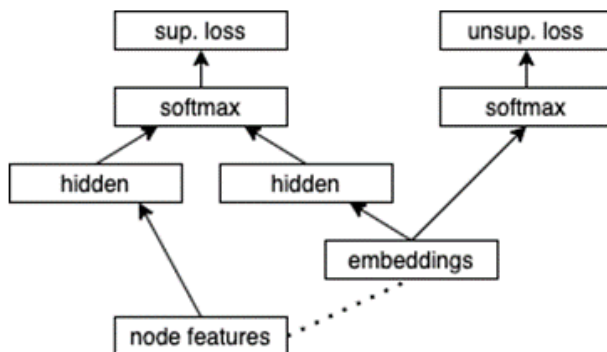 sup. loss
unsup. loss
softmax
softmax
hidden
hidden
embeddings
node features